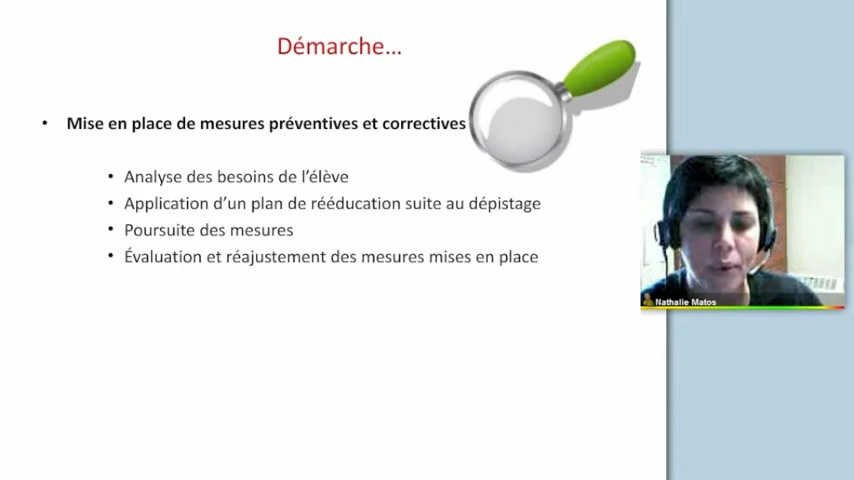 Démarche...
• Mise en place de mesures préventives et correctives
• Analyse des besoins de l’élève
• Application d’un plan de rééducation suite au dépistage
• Poursuite des mesures
• Évaluation et réajustement des mesures mises en place
Nathalie Matos